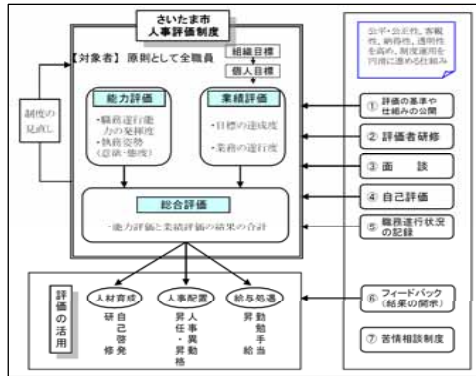 さいたま市
人事評価制度
【対象者】 原則として全職員
組織目標
個人目標
能力評価
・職務遂行能
力の発揮度
・執務姿勢
(意欲・態度)
業績評価
・目標の達成度
・業務の遂行度
総合評価
・能力評価と業績評価の結果の合計
制度の
見直し
評価の活用
人材育成
自己啓発
研修
人事配置
人事異動
昇任・昇格
給与処遇
勤勉手当
昇給
公平・公正性、客観
性、納得性、透明性
を高め、制度運用を
円滑に進める仕組み
① 評価の基準や
仕組みの公開
② 評価者研修
③ 面 談
④ 自己評価
⑤ 職務遂行状況
の記録
⑥ フィードバック
(結果の開示)
⑦ 苦情相談制度